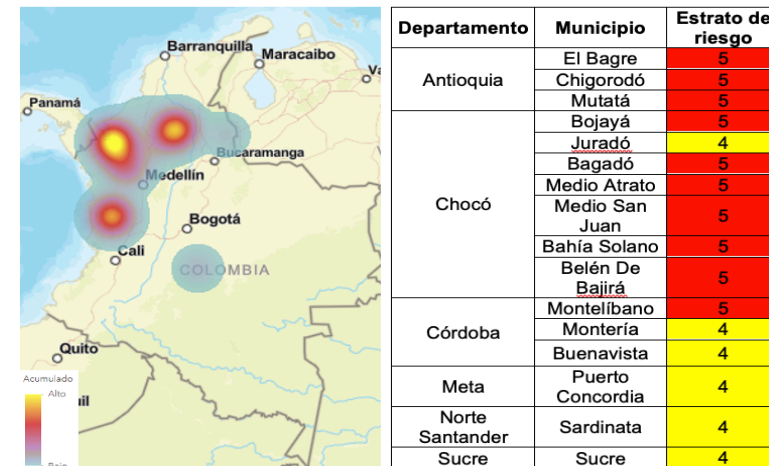 Barranquilla
Maracaibo
Panamá
Bucaramanga
Medellín
Bogotá
Cali
COLOMBIA
Quito
Acumulado
Alto
Departamento Municipio Estrato de riesgo
Antioquia
El Bagre 5
Chigorodó 5
Mutatá 5
Chocó
Bojayá 5
Juradó 4
Bagadó 5
Medio Atrato 5
Medio San
Juan 5
Bahía Solano 5
Belén De
Bajirá 5
Córdoba
Montelíbano 5
Montería 4
Buenavista 4
Meta
Puerto
Concordia 4
Norte
Santander
Sardinata 4
Sucre Sucre 4